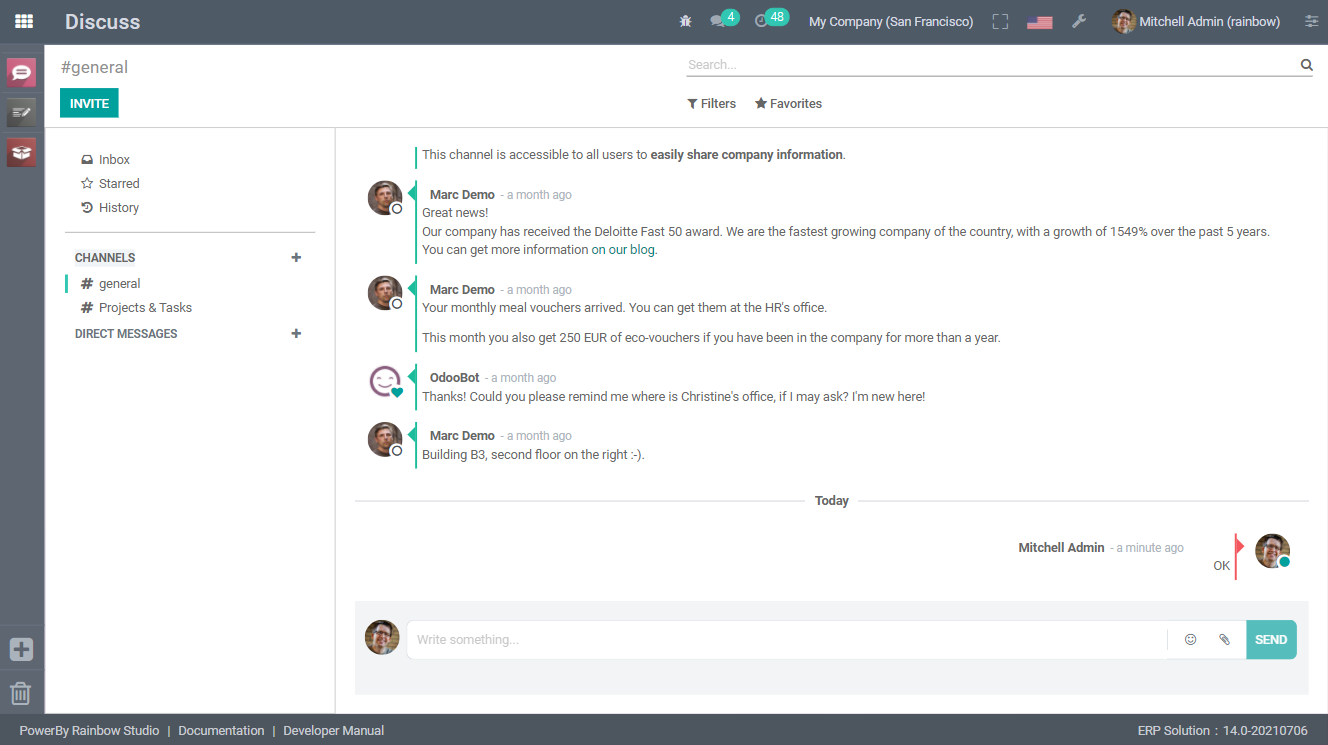 Discuss
4
48
My Company (San Francisco)
Mitchell Admin (rainbow)
#general
Search...
INVITE
Filters
Favorites
Inbox
Starred
History
CHANNELS
# general
# Projects & Tasks
DIRECT MESSAGES
This channel is accessible to all users to easily share company information.
Marc Demo - a month ago
Great news!
Our company has received the Deloitte Fast 50 award. We are the fastest growing company of the country, with a growth of 1549% over the past 5 years.
You can get more information on our blog.
Marc Demo - a month ago
Your monthly meal vouchers arrived. You can get them at the HR's office.
This month you also get 250 EUR of eco-vouchers if you have been in the company for more than a year.
OdooBot - a month ago
Thanks! Could you please remind me where is Christine's office, if I may ask? I'm new here!
Marc Demo - a month ago
Building B3, second floor on the right :-).
Today
Mitchell Admin - a minute ago
OK
Write something...
SEND
PowerBy Rainbow Studio | Documentation | Developer Manual
ERP Solution : 14.0-20210706